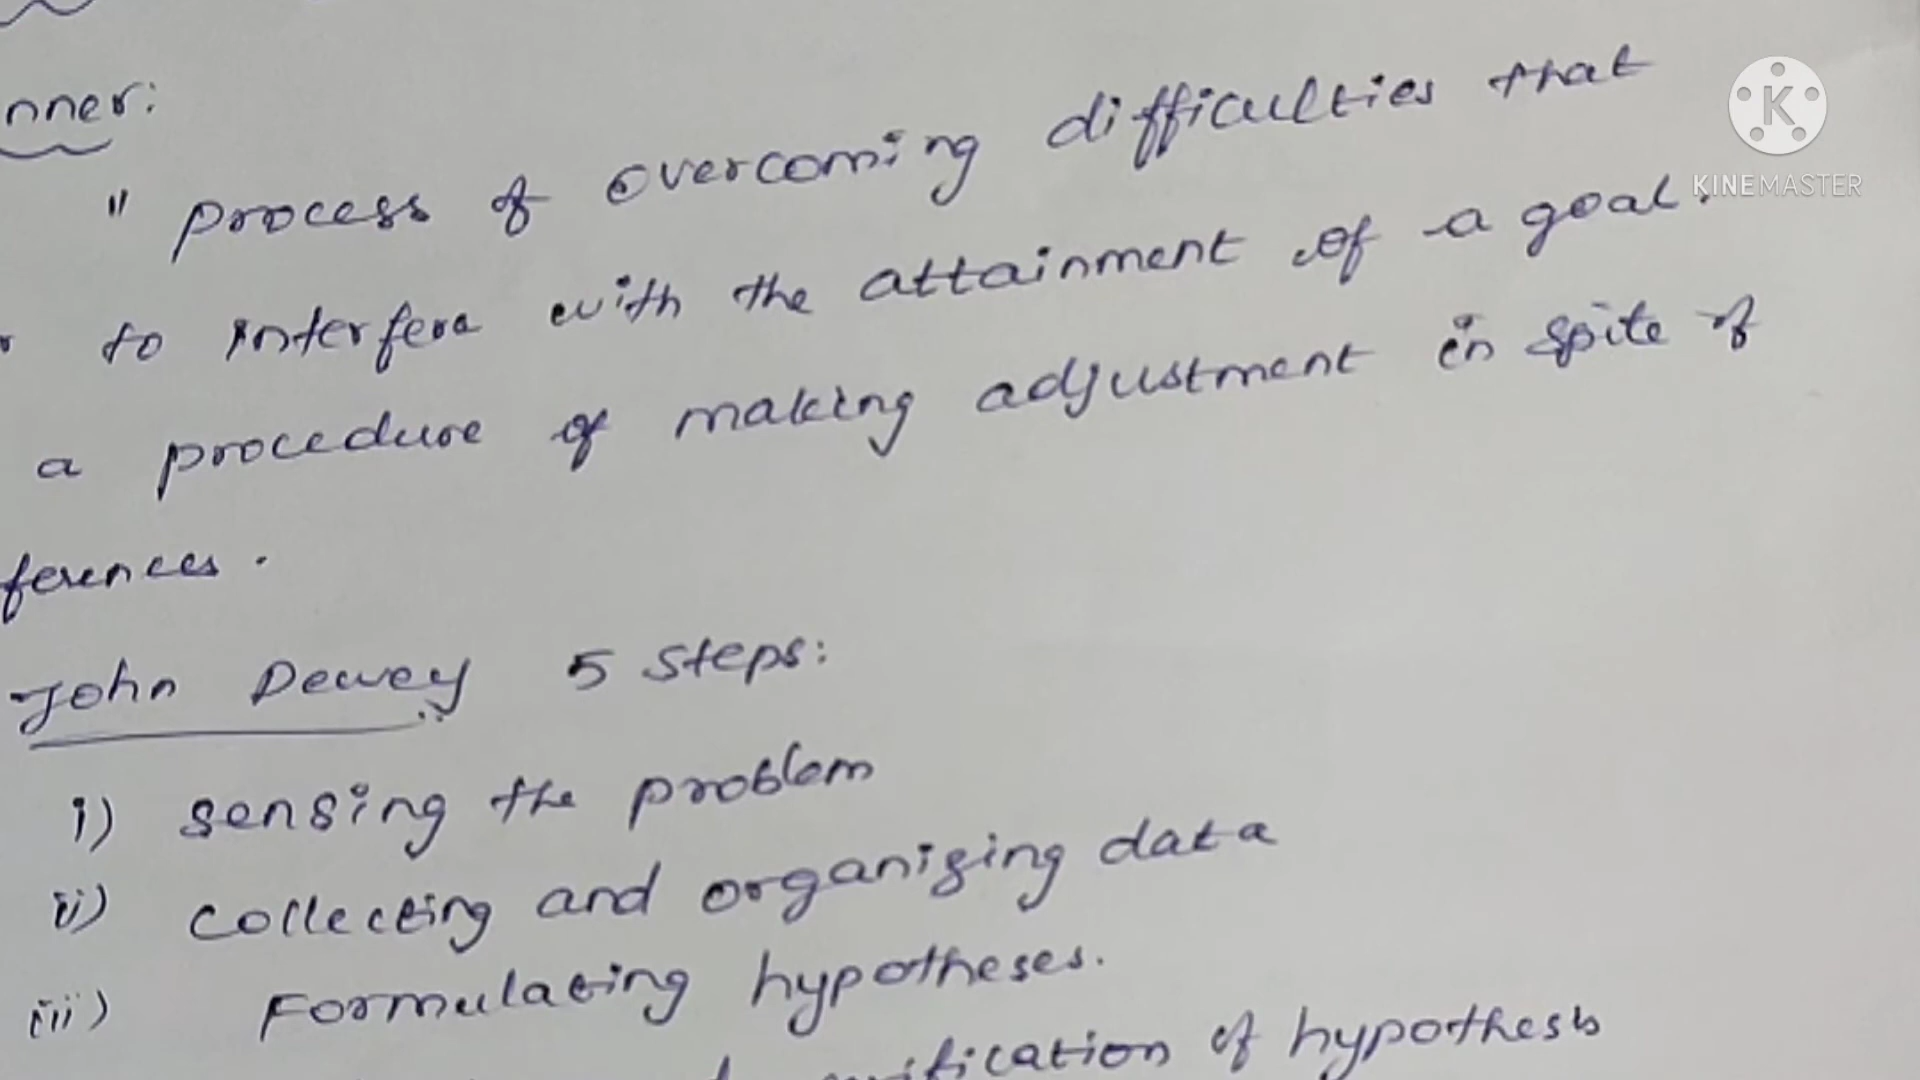 nner:
" process of overcoming difficulties that
to interfere with the attainment of a goal.
a procedure of making adjustment in spite of
ferences.
John Dewey 5 steps:
i) sensing the problem
ii) collecting and organizing data
iii) Formulating hypotheses.
of hypothesis
KINEMASTER